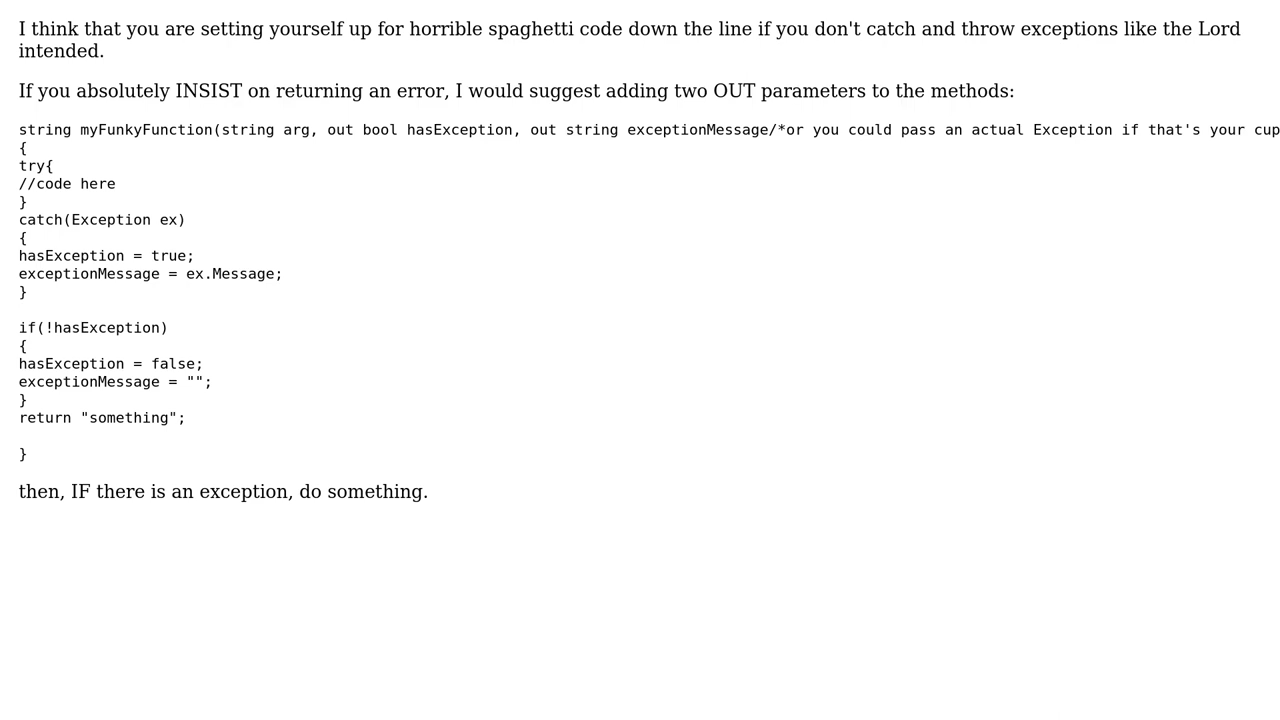 I think that you are setting yourself up for horrible spaghetti code down the line if you don't catch and throw exceptions like the Lord
intended.
If you absolutely INSIST on returning an error, I would suggest adding two OUT parameters to the methods:
string myFunkyFunction(string arg, out bool hasException, out string exceptionMessage/*or you could pass an actual Exception if that's your cup
{
try{
//code here
}
catch(Exception ex)
{
hasException = true;
exceptionMessage = ex.Message;
}
if(!hasException)
{
hasException = false;
exceptionMessage = "";
}
return "something";
}
then, IF there is an exception, do something.